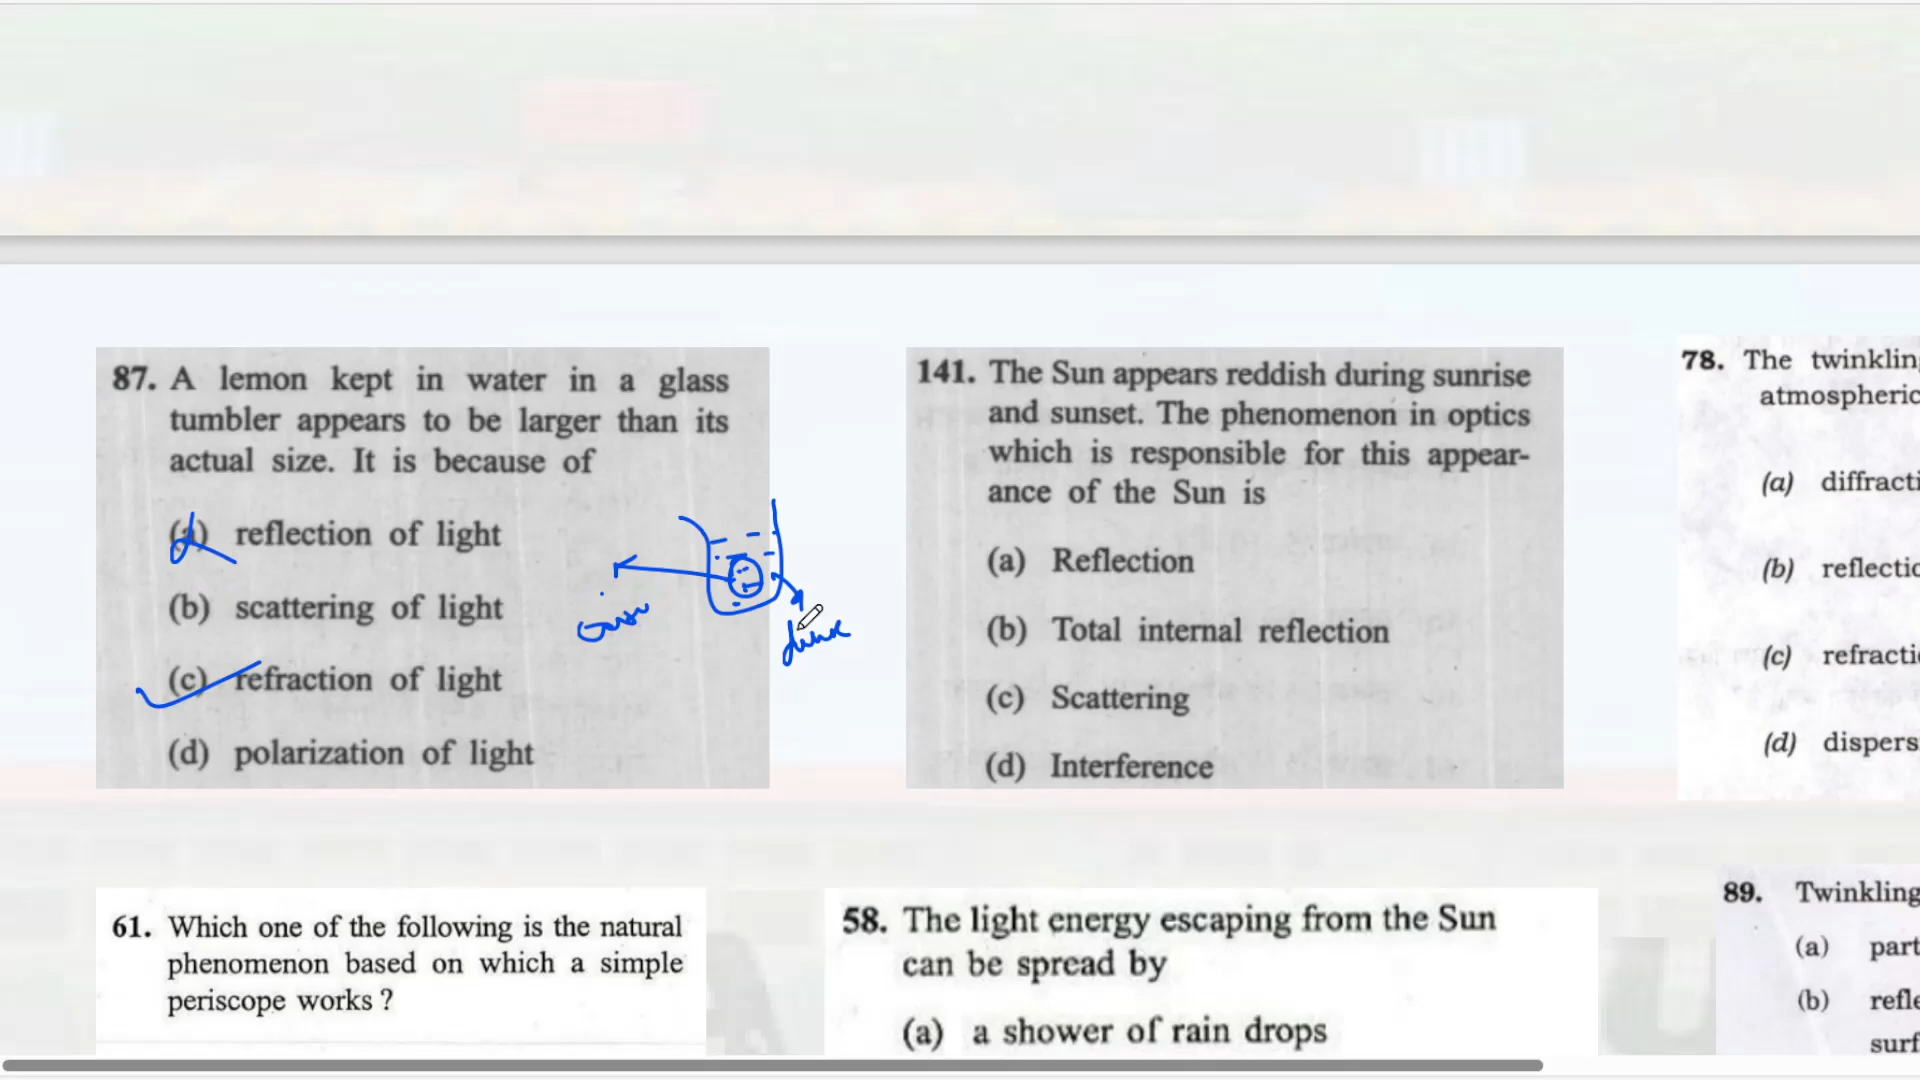 87. A lemon kept in water in a glass
tumbler appears to be larger than its
actual size. It is because of
(a) reflection of light
(b) scattering of light
(c) refraction of light
(d) polarization of light
141. The Sun appears reddish during sunrise
and sunset. The phenomenon in optics
which is responsible for this appear-
ance of the Sun is
(a) Reflection
(b) Total internal reflection
(c) Scattering
(d) Interference
78. The twinklin
atmospheric
(a) diffracti
(b) reflectio
(c) refracti
(d) dispers
61. Which one of the following is the natural
phenomenon based on which a simple
periscope works ?
58. The light energy escaping from the Sun
can be spread by
(a) a shower of rain drops
89. Twinkling
(a) part
(b) refle
surf